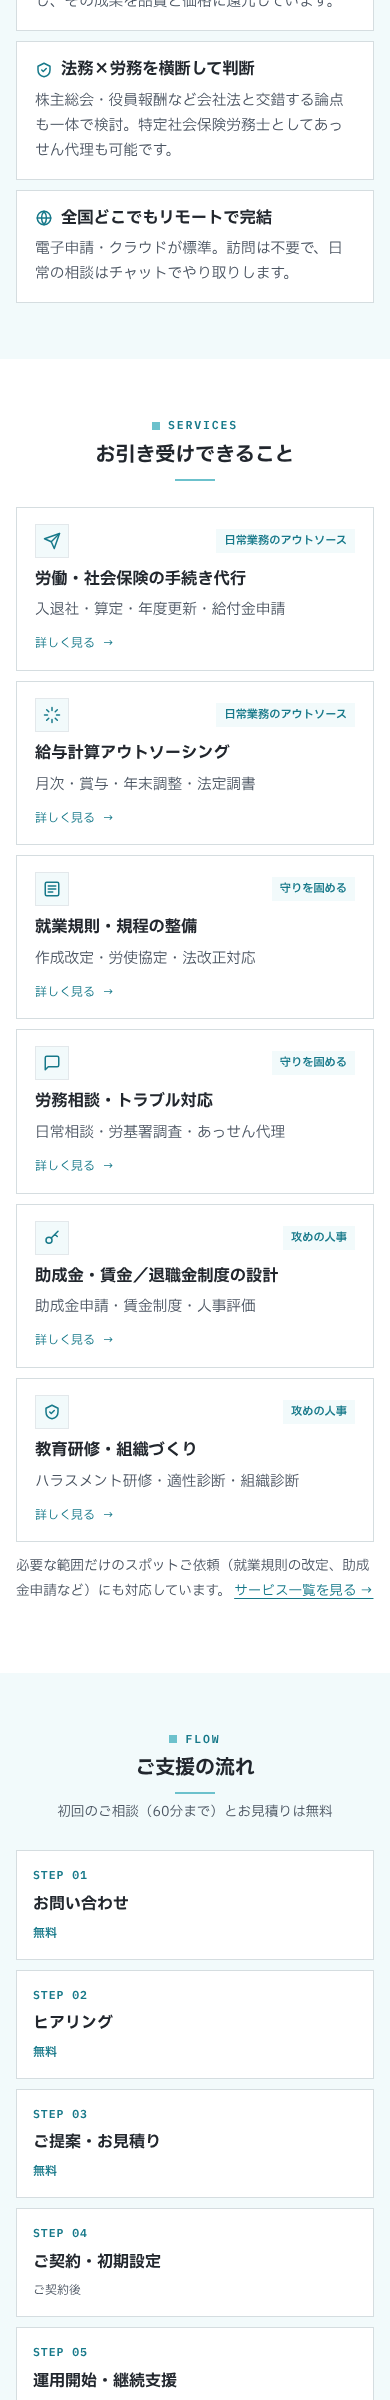 し、その成果を品質と価格に還元しています。
法務×労務を横断して判断
株主総会・役員報酬など会社法と交錯する論点
も一体で検討。特定社会保険労務士としてあっ
せん代理も可能です。
全国どこでもリモートで完結
電子申請・クラウドが標準。訪問は不要で、日
常の相談はチャットでやり取りします。
SERVICES
お引き受けできること
日常業務のアウトソース
労働・社会保険の手続き代行
入退社・算定・年度更新・給付金申請
詳しく見る →
日常業務のアウトソース
給与計算アウトソーシング
月次・賞与・年末調整・法定調書
詳しく見る →
守りを固める
就業規則・規程の整備
作成改定・労使協定・法改正対応
詳しく見る →
守りを固める
労務相談・トラブル対応
日常相談・労基署調査・あっせん代理
詳しく見る →
攻めの人事
助成金・賃金／退職金制度の設計
助成金申請・賃金制度・人事評価
詳しく見る →
攻めの人事
教育研修・組織づくり
ハラスメント研修・適性診断・組織診断
詳しく見る →
必要な範囲だけのスポットご依頼（就業規則の改定、助成
金申請など）にも対応しています。 サービス一覧を見る →
FLOW
ご支援の流れ
初回のご相談（60分まで）とお見積りは無料
STEP 01
お問い合わせ
無料
STEP 02
ヒアリング
無料
STEP 03
ご提案・お見積り
無料
STEP 04
ご契約・初期設定
ご契約後
STEP 05
運用開始・継続支援